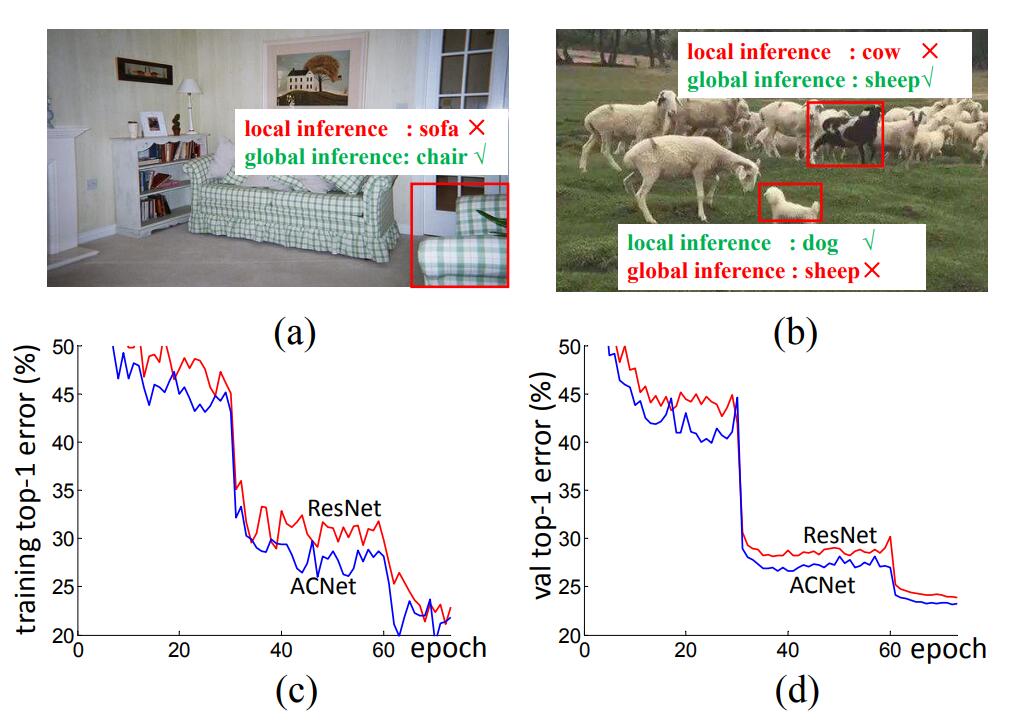 local inference : sofa ×
global inference: chair √
local inference : cow ×
global inference : sheep√
local inference : dog √
global inference : sheep×
(a)
(b)
training top-1 error (%)
50
45
40
35
30
25
20
ResNet
ACNet
0
20
40
60
epoch
(c)
val top-1 error (%)
50
45
40
35
30
25
20
ResNet
ACNet
0
20
40
60
epoch
(d)